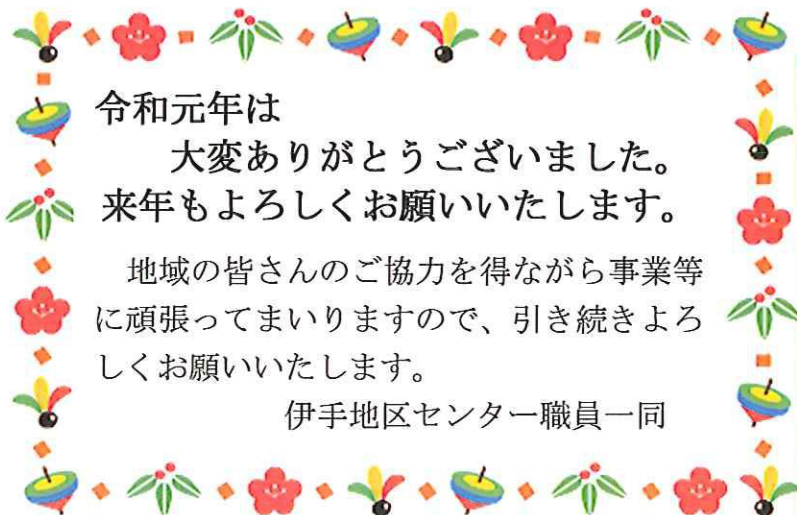 令和元年は
大変ありがとうございました。
来年もよろしくお願いいたします。
地域の皆さんのご協力を得ながら事業等
に頑張ってまいりますので、引き続きよろ
しくお願いいたします。
伊手地区センター職員一同